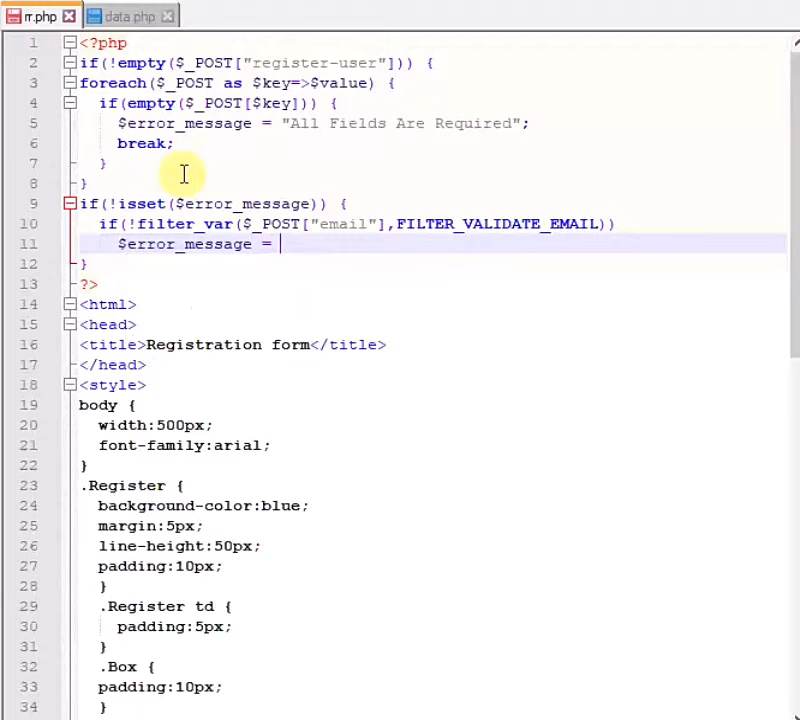 rr.php data.php
1 <?php
2 if(!empty($_POST["register-user"])) {
3 foreach($_POST as $key=>$value) {
4 if(empty($_POST[$key])) {
5 $error_message = "All Fields Are Required";
6 break;
7 }
8 }
9 if(!isset($error_message)) {
10 if(!filter_var($_POST["email"],FILTER_VALIDATE_EMAIL))
11 $error_message =
12 }
13 ?>
14 <html>
15 <head>
16 <title>Registration form</title>
17 </head>
18 <style>
19 body {
20 width:500px;
21 font-family:arial;
22 }
23 .Register {
24 background-color:blue;
25 margin:5px;
26 line-height:50px;
27 padding:10px;
28 }
29 .Register td {
30 padding:5px;
31 }
32 .Box {
33 padding:10px;
34 }